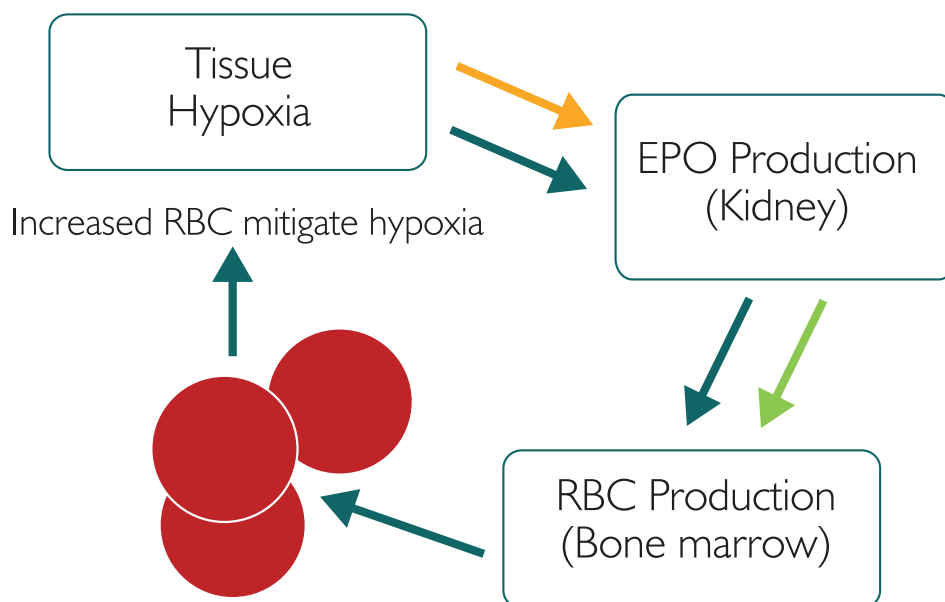 Tissue
Hypoxia
EPO Production
(Kidney)
Increased RBC mitigate hypoxia
RBC Production
(Bone marrow)